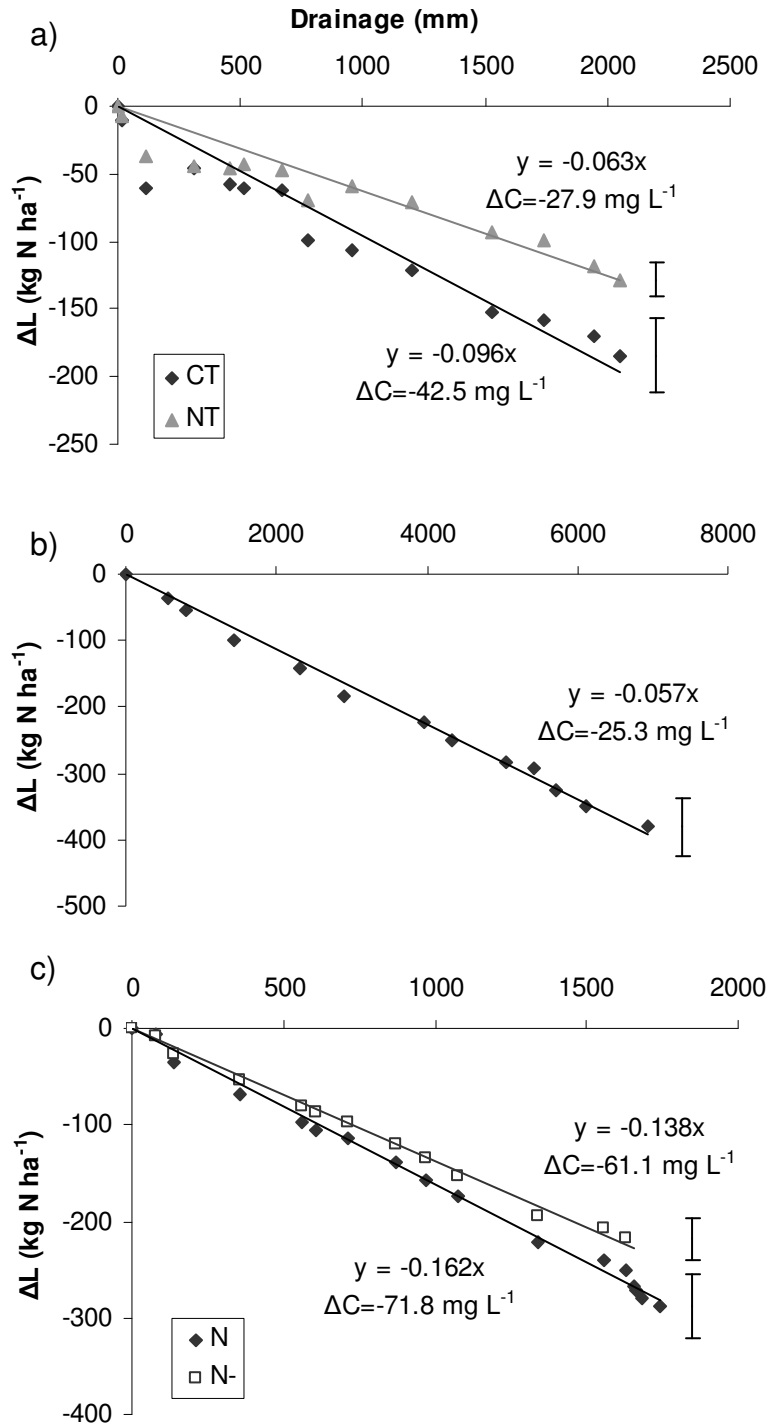 Drainage (mm)
a)
0 500 1000 1500 2000 2500
0
-50
-100
-150
-200
-250
ΔL (kg N ha⁻¹)
y = -0.063x
ΔC=-27.9 mg L⁻¹
y = -0.096x
ΔC=-42.5 mg L⁻¹
CT
NT
b)
0 2000 4000 6000 8000
0
-100
-200
-300
-400
-500
ΔL (kg N ha⁻¹)
y = -0.057x
ΔC=-25.3 mg L⁻¹
c)
0 500 1000 1500 2000
0
-100
-200
-300
-400
ΔL (kg N ha⁻¹)
y = -0.138x
ΔC=-61.1 mg L⁻¹
y = -0.162x
ΔC=-71.8 mg L⁻¹
N
N-